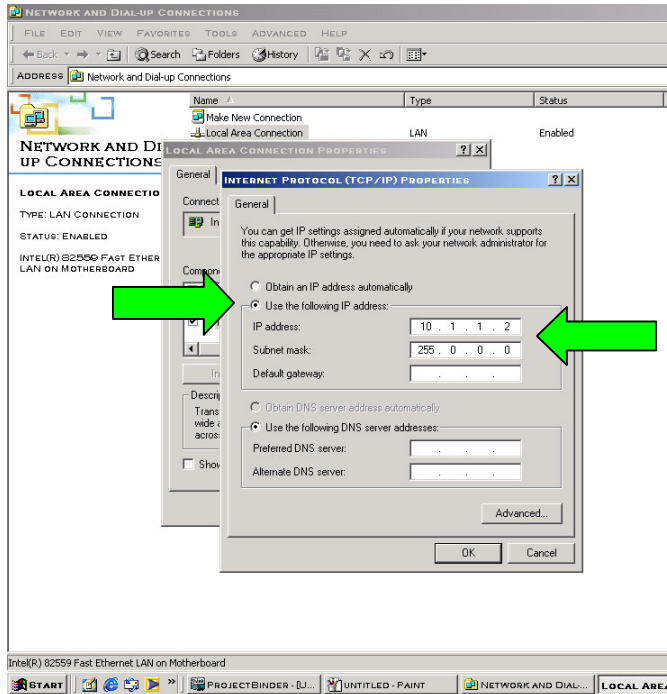 NETWORK AND DIAL-UP CONNECTIONS
FILE EDIT VIEW FAVORITES TOOLS ADVANCED HELP
Back Search Folders History
ADDRESS Network and Dial-up Connections
Name Type Status
Make New Connection
Local Area Connection LAN Enabled
NETWORK AND DI
UP CONNECTIONS
LOCAL AREA CONNECTIO
TYPE: LAN CONNECTION
STATUS: ENABLED
INTEL(R) 82559 FAST ETHER
LAN ON MOTHERBOARD
LOCAL AREA CONNECTION PROPERTIES
General
Connect
In
Compon
In
Descrip
Trans
wide a
acros
Show
INTERNET PROTOCOL (TCP/IP) PROPERTIES
General
You can get IP settings assigned automatically if your network supports
this capability. Otherwise, you need to ask your network administrator for
the appropriate IP settings.
Obtain an IP address automatically
Use the following IP address:
IP address: 10 . 1 . 1 . 2
Subnet mask: 255 . 0 . 0 . 0
Default gateway: . . .
Obtain DNS server address automatically
Use the following DNS server addresses:
Preferred DNS server: . . .
Alternate DNS server: . . .
Advanced...
OK Cancel
Intel(R) 82559 Fast Ethernet LAN on Motherboard
START » PROJECTBINDER - [U... UNTITLED - PAINT NETWORK AND DIAL-... LOCAL ARE